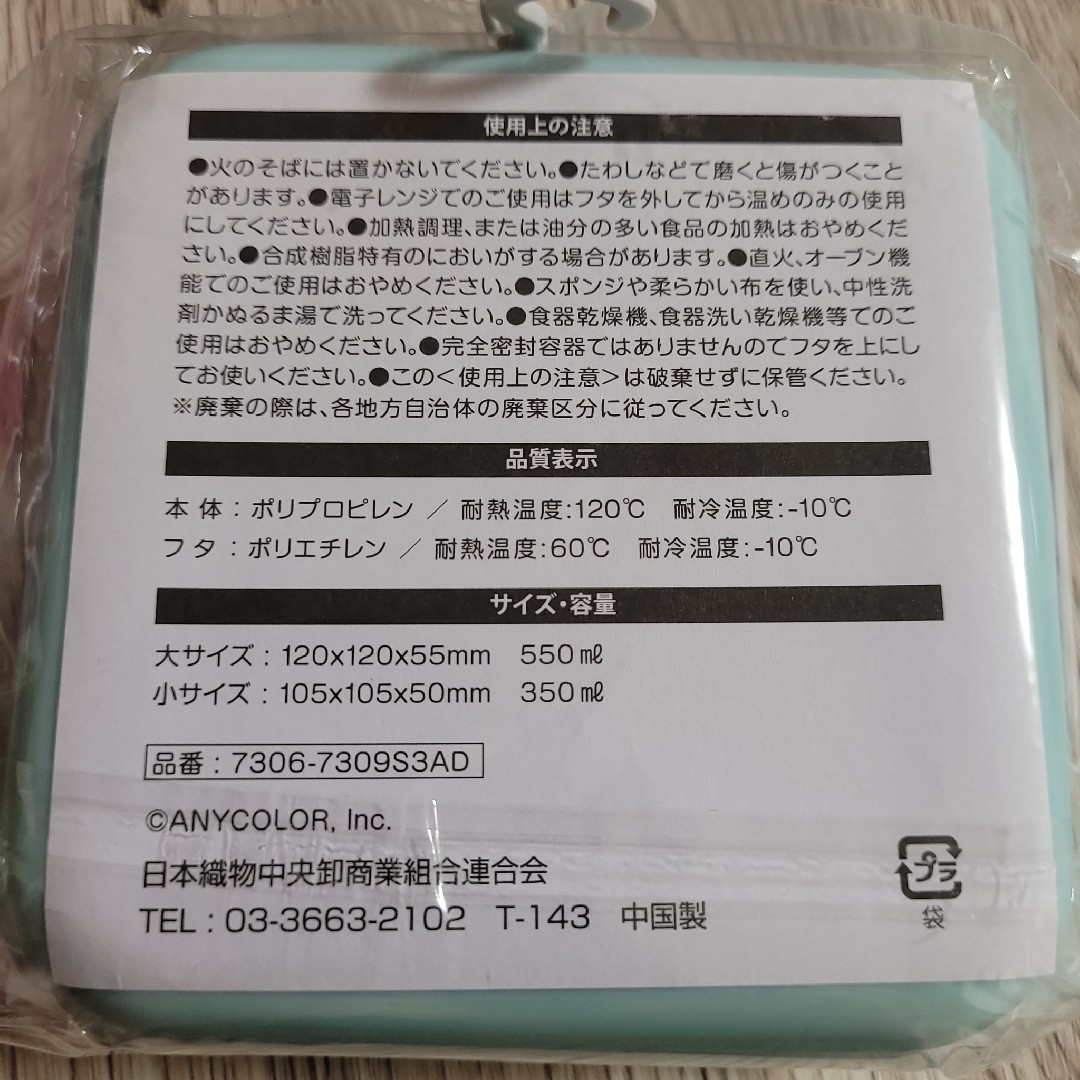 使用上の注意
●火のそばには置かないでください。●たわしなどで磨くと傷がつくこと
があります。●電子レンジでのご使用はフタを外してから温めのみの使用
にしてください。●加熱調理、または油分の多い食品の加熱はおやめくだ
さい。●合成樹脂特有のにおいがする場合があります。●直火、オーブン機
能でのご使用はおやめください。●スポンジや柔らかい布を使い、中性洗
剤かぬるま湯で洗ってください。●食器乾燥機、食器洗い乾燥機等でのご
使用はおやめください。●完全密封容器ではありませんのでフタを上にし
てお使いください。●この<使用上の注意>は破棄せずに保管ください。
※廃棄の際は、各地方自治体の廃棄区分に従ってください。
品質表示
本体:ポリプロピレン / 耐熱温度:120℃ 耐冷温度:-10℃
フタ:ポリエチレン / 耐熱温度:60℃ 耐冷温度:-10℃
サイズ・容量
大サイズ:120x120x55mm 550㎖
小サイズ:105x105x50mm 350㎖
品番:7306-7309S3AD
©ANYCOLOR, Inc.
日本織物中央卸商業組合連合会
TEL:03-3663-2102 T-143 中国製
プラ
袋